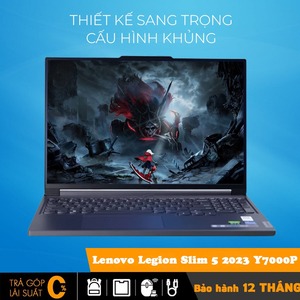 THIẾT KẾ SANG TRỌNG
CẤU HÌNH KHỦNG
Lenovo Legion Slim 5 2023 Y7000P
TRẢ GÓP
LÃI SUẤT
0%
Bảo hành 12 THÁNG